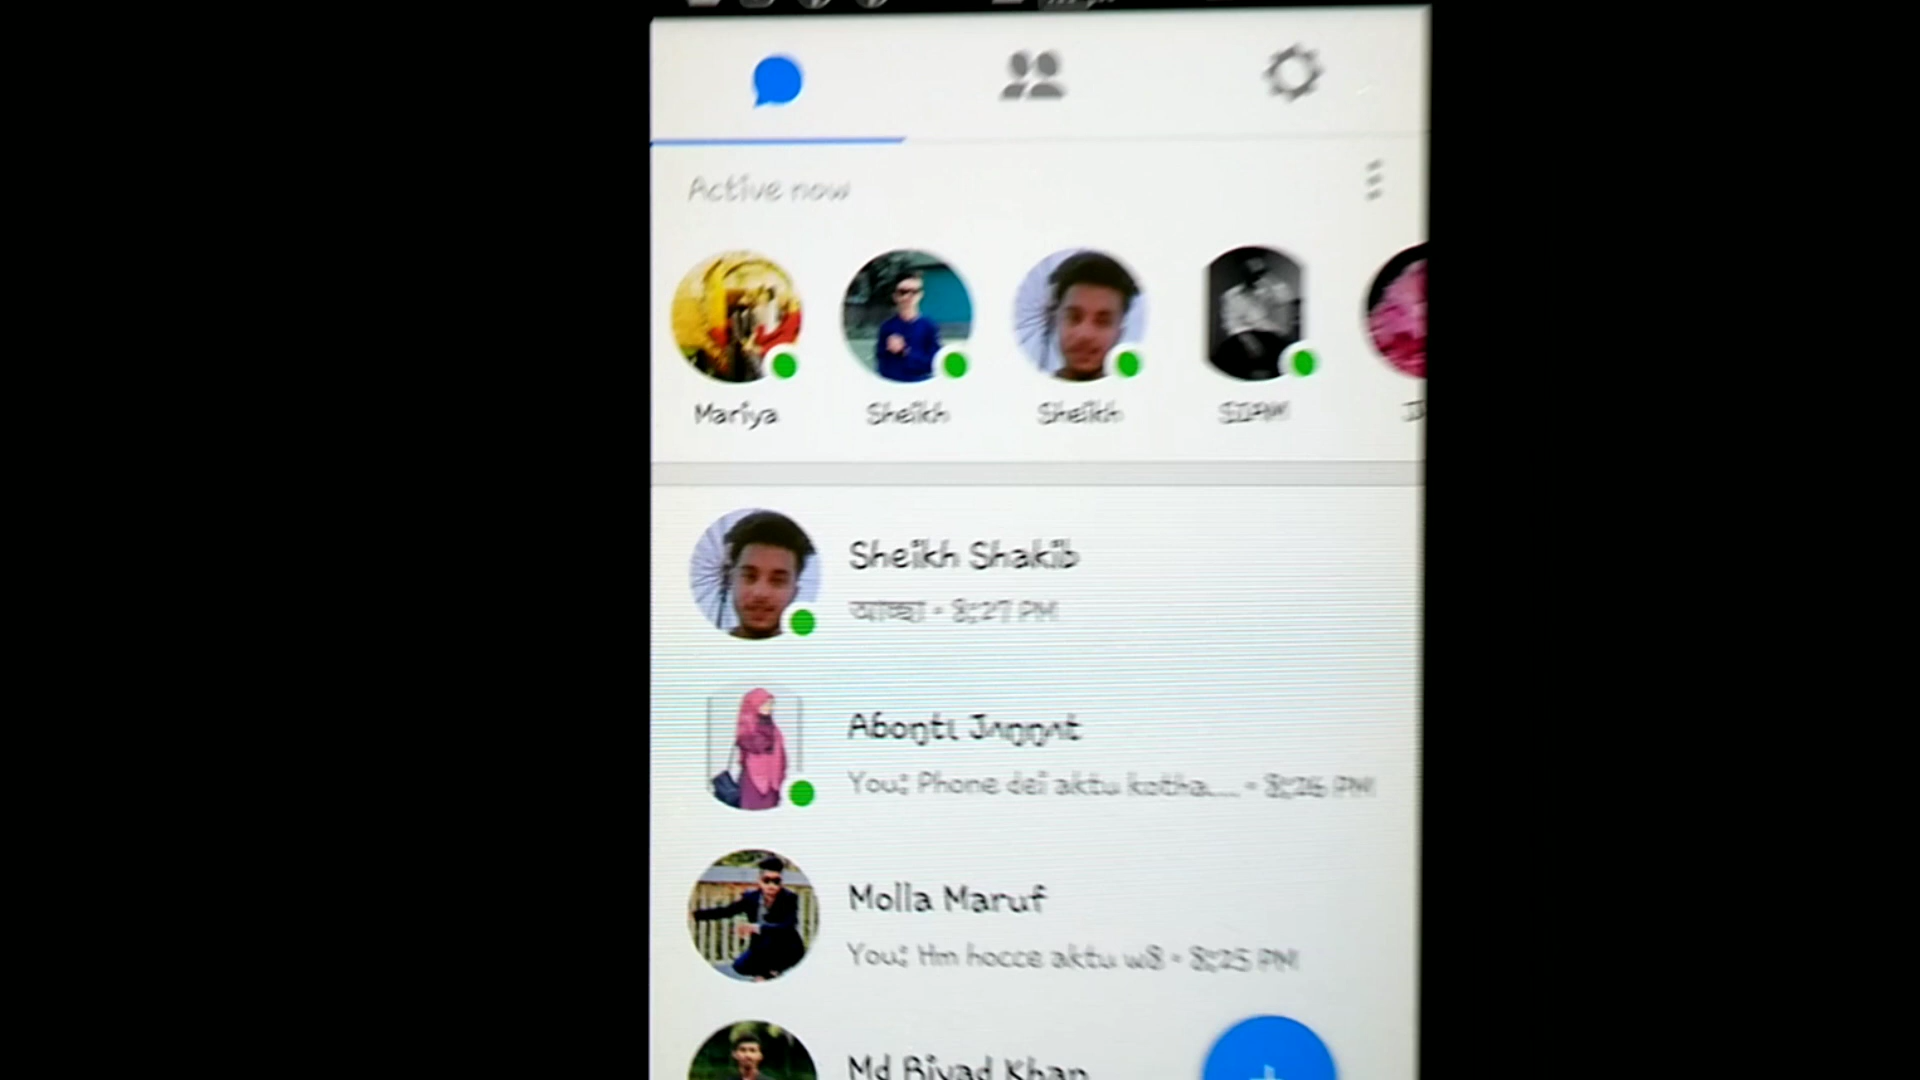 Active now
Mariya
Sheikh
Sheikh
SIAM
Sheikh Shakib
আচ্ছা • 8:27 PM
Abonti Jannat
You: Phone dei aktu kotha.... • 8:26 PM
Molla Maruf
You: Hm hocce aktu w8 • 8:25 PM
Md Riyad Khan